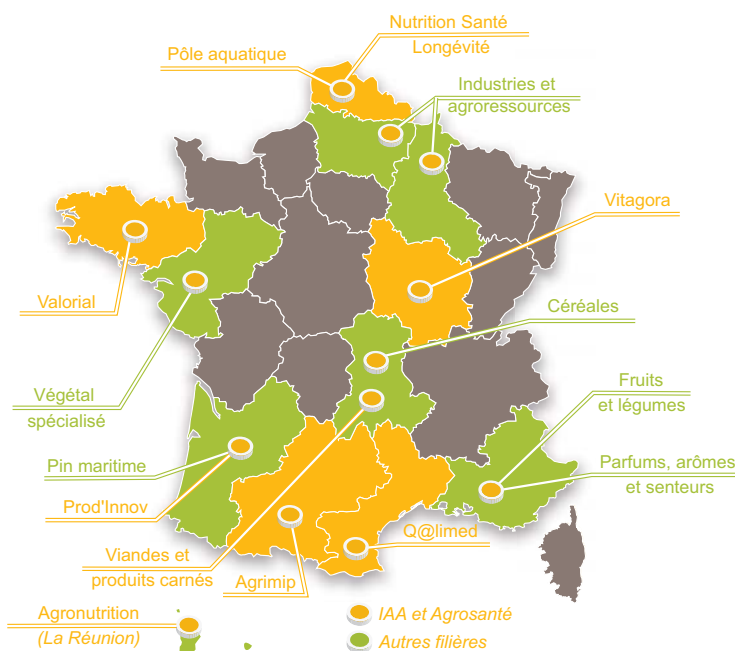 Nutrition Santé
Longévité
Pôle aquatique
Industries et
agroressources
Vitagora
Valorial
Céréales
Végétal
spécialisé
Fruits
et légumes
Pin maritime
Parfums, arômes
et senteurs
Prod'Innov
Q@limed
Viandes et
produits carnés
Agrimip
Agronutrition
(La Réunion)
IAA et Agrosanté
Autres filières